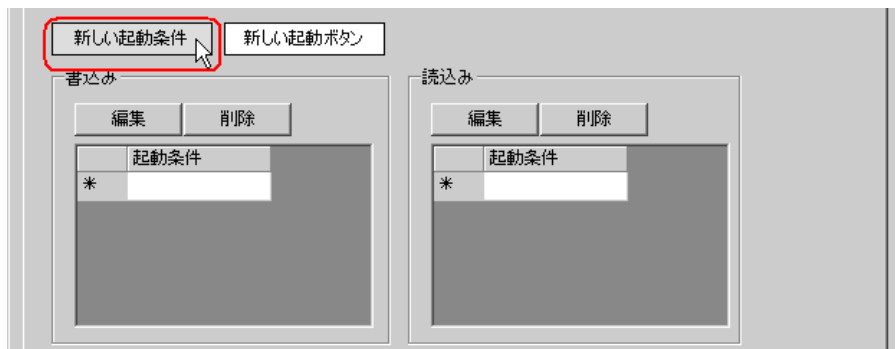 新しい起動条件 新しい起動ボタン
書込み 読込み
編集 削除 編集 削除
起動条件 起動条件
* *